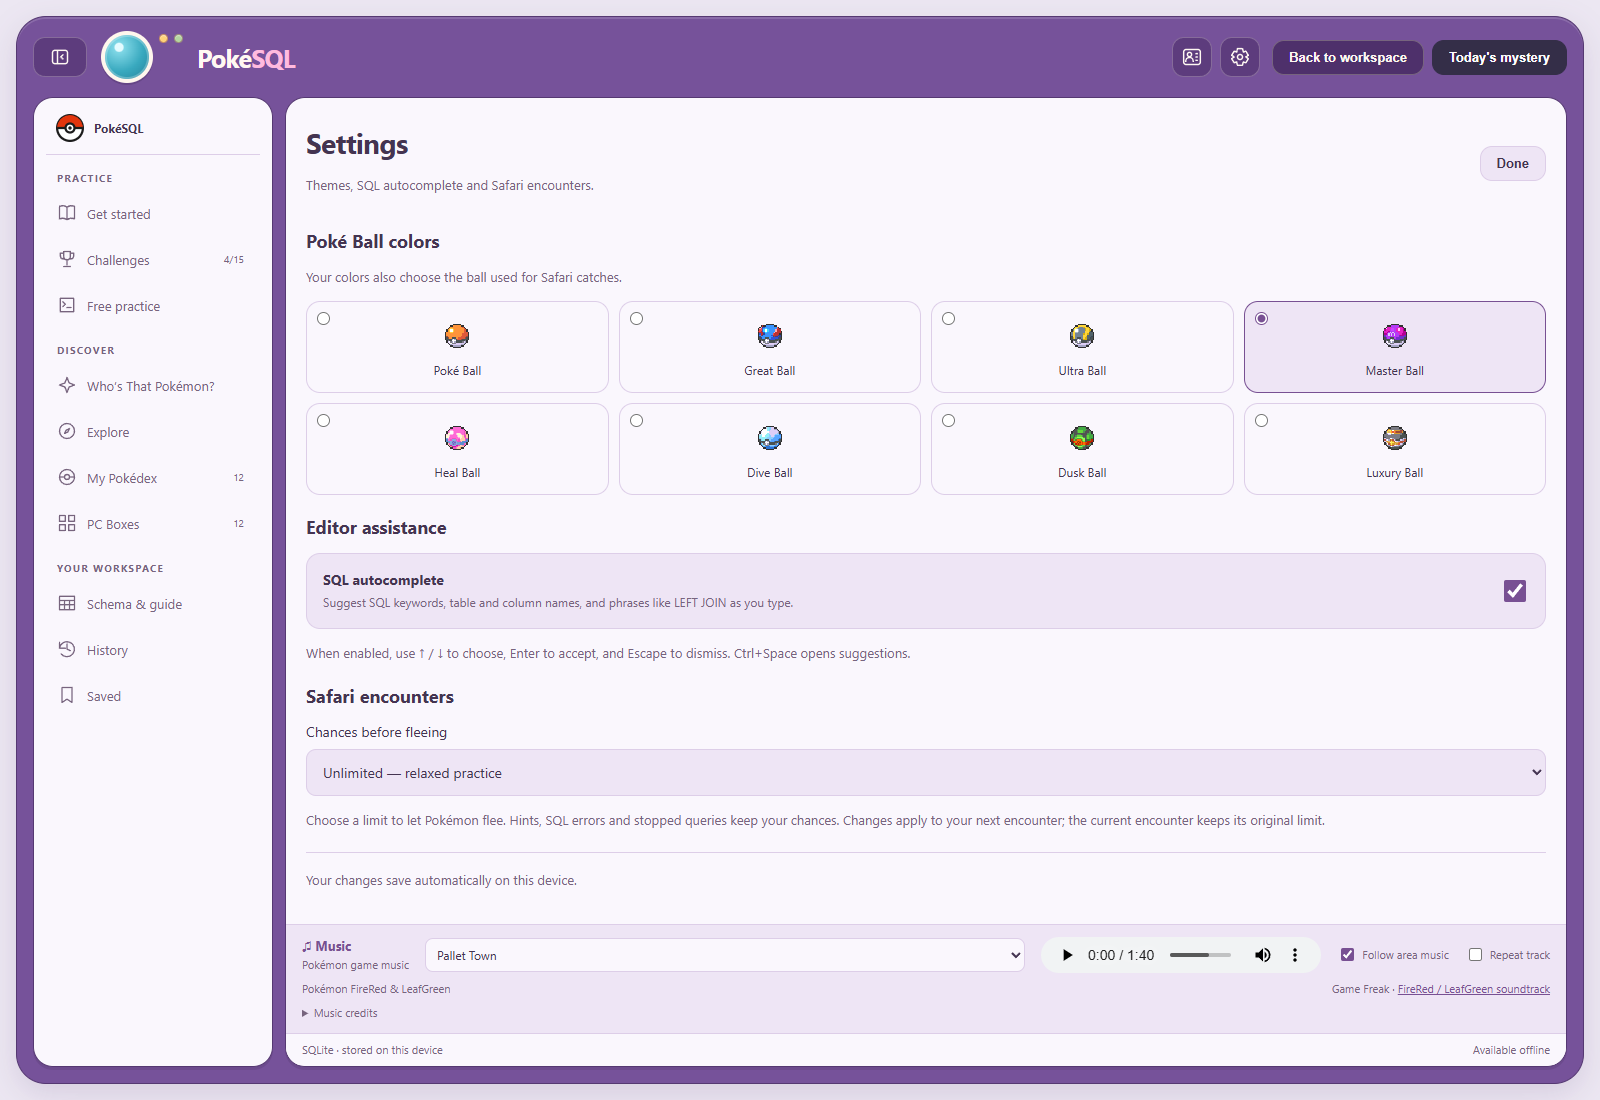 PokéSQL
Back to workspace
Today's mystery
PokéSQL
PRACTICE
Get started
Challenges 4/15
Free practice
DISCOVER
Who's That Pokémon?
Explore
My Pokédex 12
PC Boxes 12
YOUR WORKSPACE
Schema & guide
History
Saved
Settings
Themes, SQL autocomplete and Safari encounters.
Done
Poké Ball colors
Your colors also choose the ball used for Safari catches.
Poké Ball
Great Ball
Ultra Ball
Master Ball
Heal Ball
Dive Ball
Dusk Ball
Luxury Ball
Editor assistance
SQL autocomplete
Suggest SQL keywords, table and column names, and phrases like LEFT JOIN as you type.
When enabled, use ↑ / ↓ to choose, Enter to accept, and Escape to dismiss. Ctrl+Space opens suggestions.
Safari encounters
Chances before fleeing
Unlimited — relaxed practice
Choose a limit to let Pokémon flee. Hints, SQL errors and stopped queries keep your chances. Changes apply to your next encounter; the current encounter keeps its original limit.
Your changes save automatically on this device.
♫ Music
Pokémon game music
Pallet Town
0:00 / 1:40
Follow area music
Repeat track
Pokémon FireRed & LeafGreen
Game Freak · FireRed / LeafGreen soundtrack
Music credits
SQLite · stored on this device
Available offline